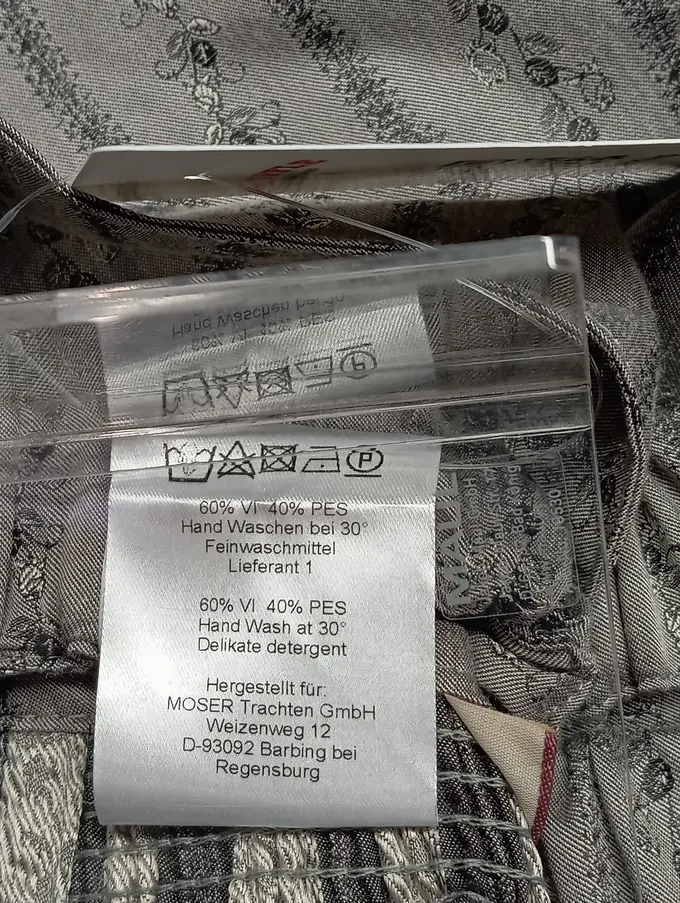 60% VI 40% PES
Hand Waschen bei 30°
Feinwaschmittel
Lieferant 1
60% VI 40% PES
Hand Wash at 30°
Delikate detergent
Hergestellt für:
MOSER Trachten GmbH
Weizenweg 12
D-93092 Barbing bei
Regensburg